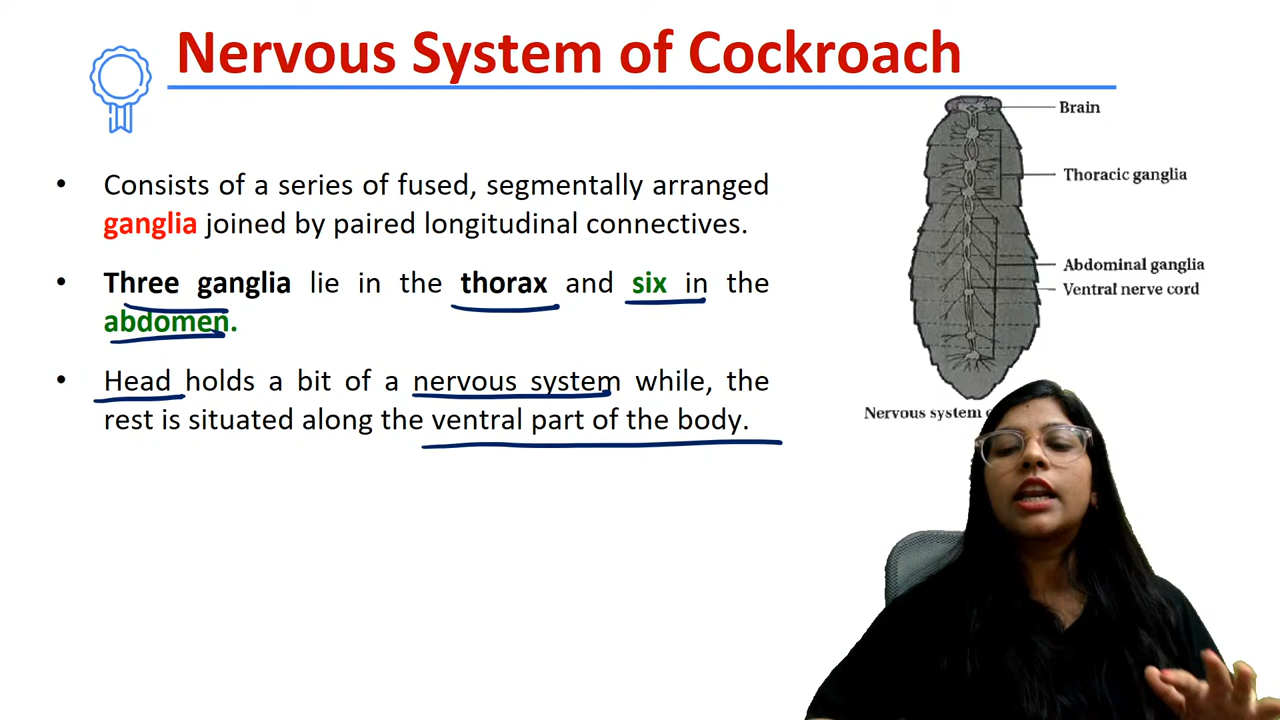 Nervous System of Cockroach
• Consists of a series of fused, segmentally arranged
ganglia joined by paired longitudinal connectives.
• Three ganglia lie in the thorax and six in the
abdomen.
• Head holds a bit of a nervous system while, the
rest is situated along the ventral part of the body.
Brain
Thoracic ganglia
Abdominal ganglia
Ventral nerve cord
Nervous system